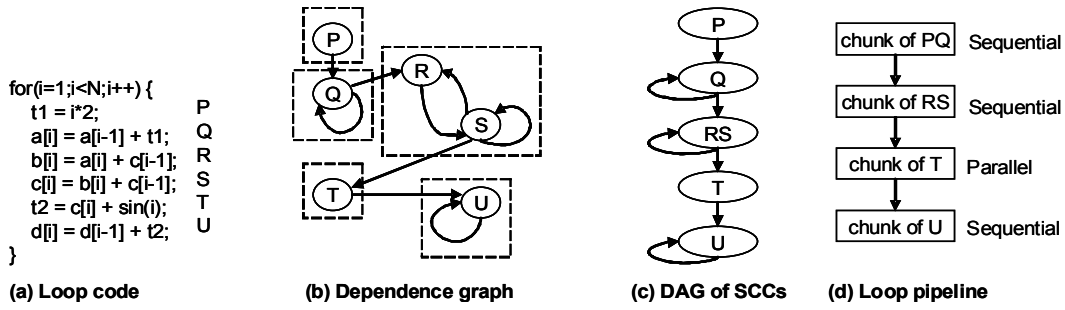 for(i=1;i<N;i++) {
t1 = i*2; P
a[i] = a[i-1] + t1; Q
b[i] = a[i] + c[i-1]; R
c[i] = b[i] + c[i-1]; S
t2 = c[i] + sin(i); T
d[i] = d[i-1] + t2; U
}
(a) Loop code
P
Q
R
S
T
U
(b) Dependence graph
P
Q
RS
T
U
(c) DAG of SCCs
chunk of PQ Sequential
chunk of RS Sequential
chunk of T Parallel
chunk of U Sequential
(d) Loop pipeline